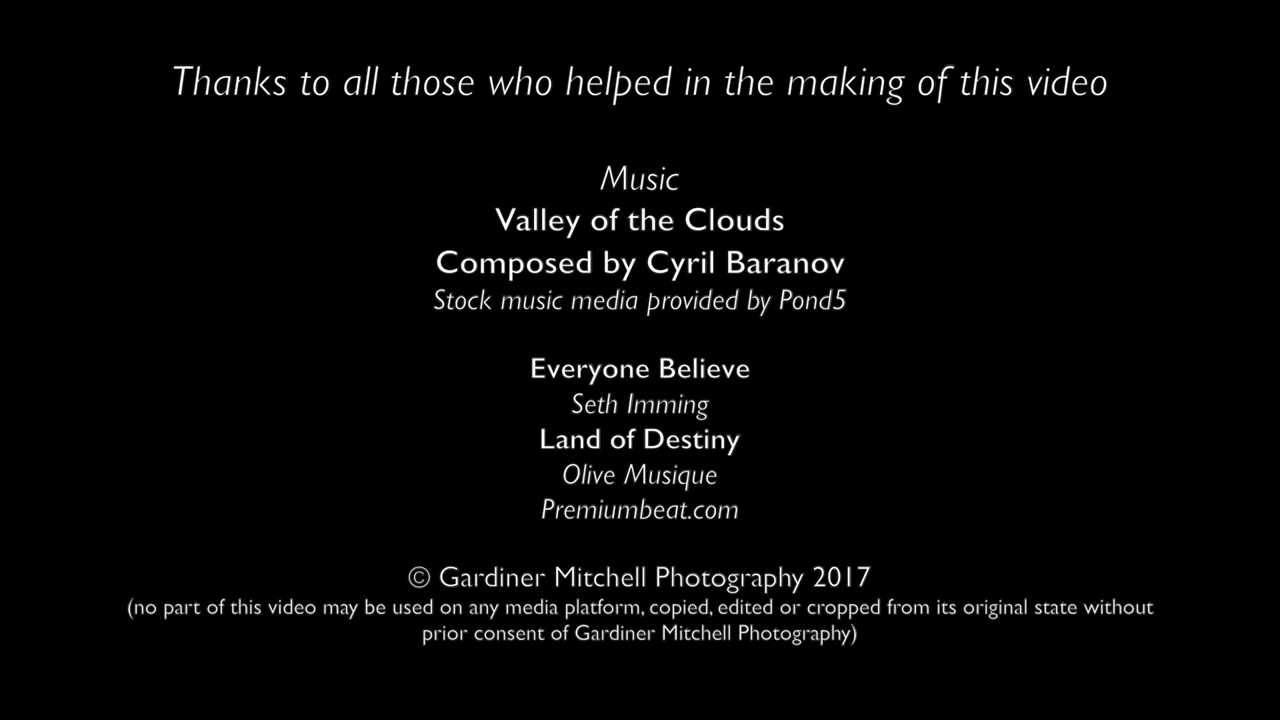 Thanks to all those who helped in the making of this video
Music
Valley of the Clouds
Composed by Cyril Baranov
Stock music media provided by Pond5
Everyone Believe
Seth Imming
Land of Destiny
Olive Musique
Premiumbeat.com
© Gardiner Mitchell Photography 2017
(no part of this video may be used on any media platform, copied, edited or cropped from its original state without
prior consent of Gardiner Mitchell Photography)